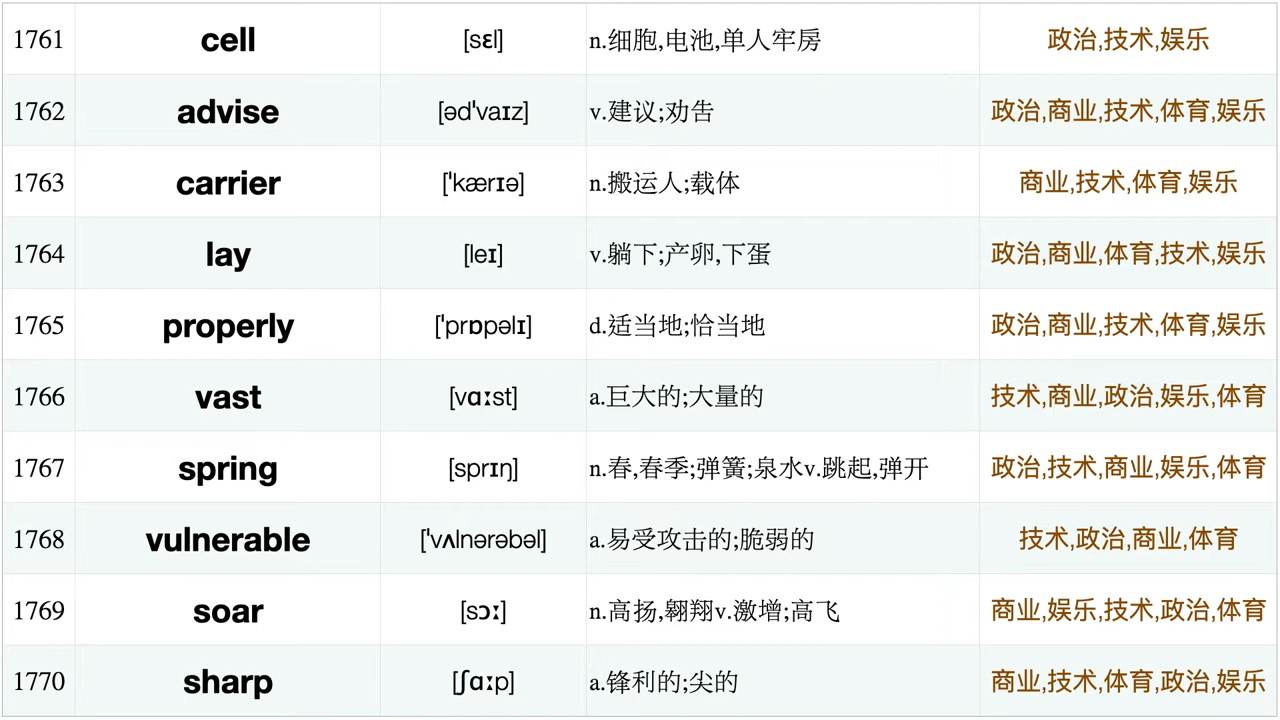 1761 cell [sɛl] n.细胞,电池,单人牢房 政治,技术,娱乐
1762 advise [əd'vaɪz] v.建议;劝告 政治,商业,技术,体育,娱乐
1763 carrier ['kærɪə] n.搬运人;载体 商业,技术,体育,娱乐
1764 lay [leɪ] v.躺下;产卵,下蛋 政治,商业,体育,技术,娱乐
1765 properly ['prɒpəlɪ] d.适当地;恰当地 政治,商业,技术,体育,娱乐
1766 vast [vɑːst] a.巨大的;大量的 技术,商业,政治,娱乐,体育
1767 spring [sprɪŋ] n.春,春季;弹簧;泉水v.跳起,弹开 政治,技术,商业,娱乐,体育
1768 vulnerable ['vʌlnərəbəl] a.易受攻击的;脆弱的 技术,政治,商业,体育
1769 soar [sɔː] n.高扬,翱翔v.激增;高飞 商业,娱乐,技术,政治,体育
1770 sharp [ʃɑːp] a.锋利的;尖的 商业,技术,体育,政治,娱乐